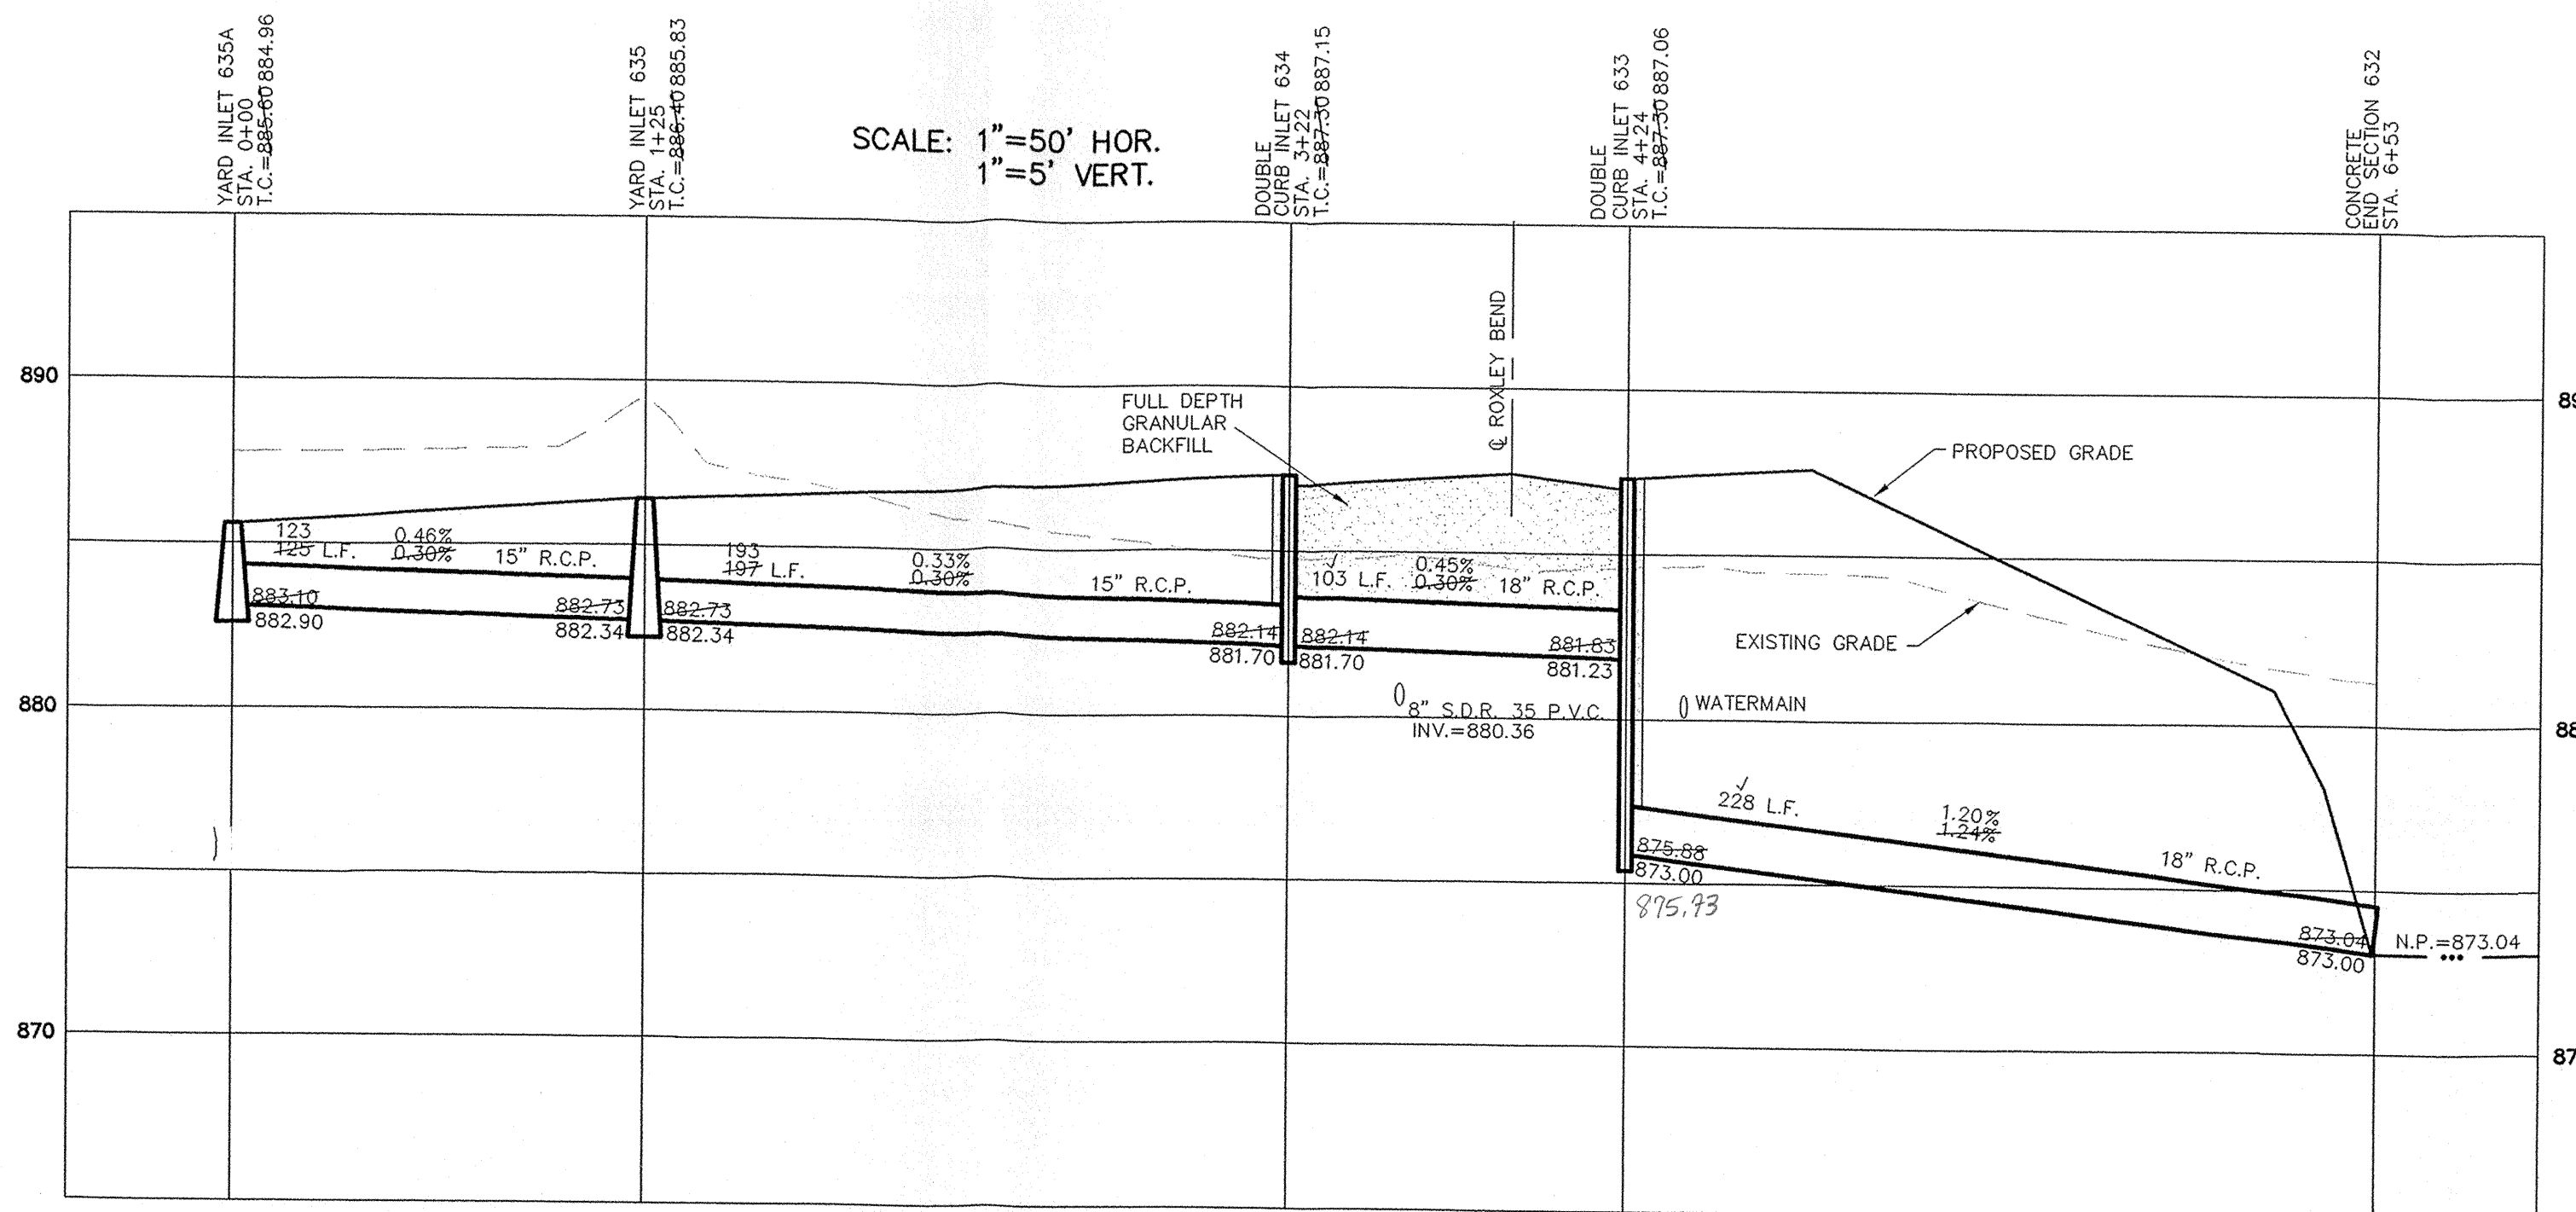 YARD INLET 635A
STA. 0+00
T.C.=885.60 884.96
YARD INLET 635
STA. 1+25
T.C.=886.40 885.83
SCALE: 1"=50' HOR.
1"=5' VERT.
DOUBLE
CURB INLET 634
STA. 3+22
T.C.=887.30 887.15
DOUBLE
CURB INLET 633
STA. 4+24
T.C.=887.30 887.06
CONCRETE
END SECTION 632
STA. 6+53
890
89
℄ ROXLEY BEND
FULL DEPTH
GRANULAR
BACKFILL
PROPOSED GRADE
123
125 L.F.
0.46%
0.30%
15" R.C.P.
193
197 L.F.
0.33%
0.30%
15" R.C.P.
√
103 L.F.
0.45%
0.30%
18" R.C.P.
883.10
882.90
882.73
882.34
882.73
882.34
882.14
881.70
882.14
881.70
881.83
881.23
EXISTING GRADE
880
88
8" S.D.R. 35 P.V.C.
INV.=880.36
WATERMAIN
√
228 L.F.
1.20%
1.24%
18" R.C.P.
875.88
873.00
875.73
873.04
873.00
N.P.=873.04
870
87